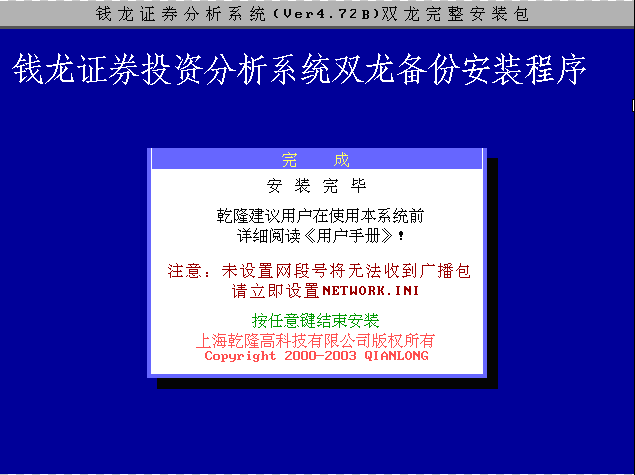 钱龙证券分析系统(Ver4.72B)双龙完整安装包
钱龙证券投资分析系统双龙备份安装程序
完 成
安 装 完 毕
乾隆建议用户在使用本系统前
详细阅读《用户手册》!
注意：未设置网段号将无法收到广播包
请立即设置NETWORK.INI
按任意键结束安装
上海乾隆高科技有限公司版权所有
Copyright 2000-2003 QIANLONG